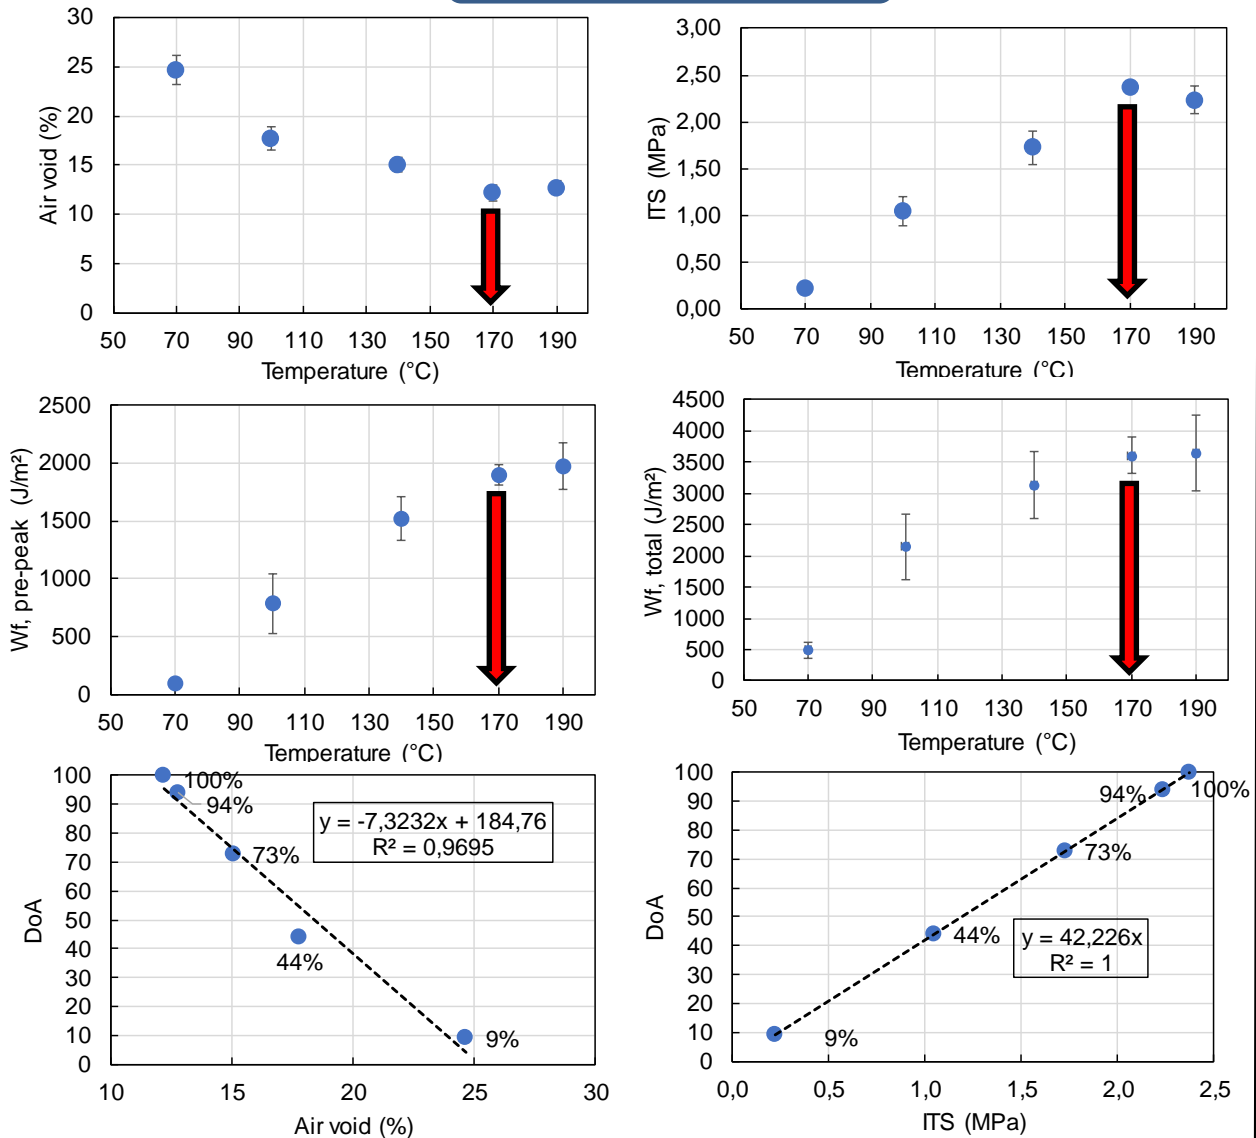 30
25
20
15
10
5
0
Air void (%)
50 70 90 110 130 150 170 190
Temperature (°C)
3,00
2,50
2,00
1,50
1,00
0,50
0,00
ITS (MPa)
50 70 90 110 130 150 170 190
Temperature (°C)
2500
2000
1500
1000
500
0
Wf, pre-peak (J/m²)
50 70 90 110 130 150 170 190
Temperature (°C)
4500
4000
3500
3000
2500
2000
1500
1000
500
0
Wf, total (J/m²)
50 70 90 110 130 150 170 190
Temperature (°C)
100
90
80
70
60
50
40
30
20
10
0
DoA
100%
94%
73%
44%
9%
y = -7,3232x + 184,76
R² = 0,9695
10 15 20 25 30
Air void (%)
100
90
80
70
60
50
40
30
20
10
0
DoA
94%
100%
73%
44%
9%
y = 42,226x
R² = 1
0,0 0,5 1,0 1,5 2,0 2,5
ITS (MPa)